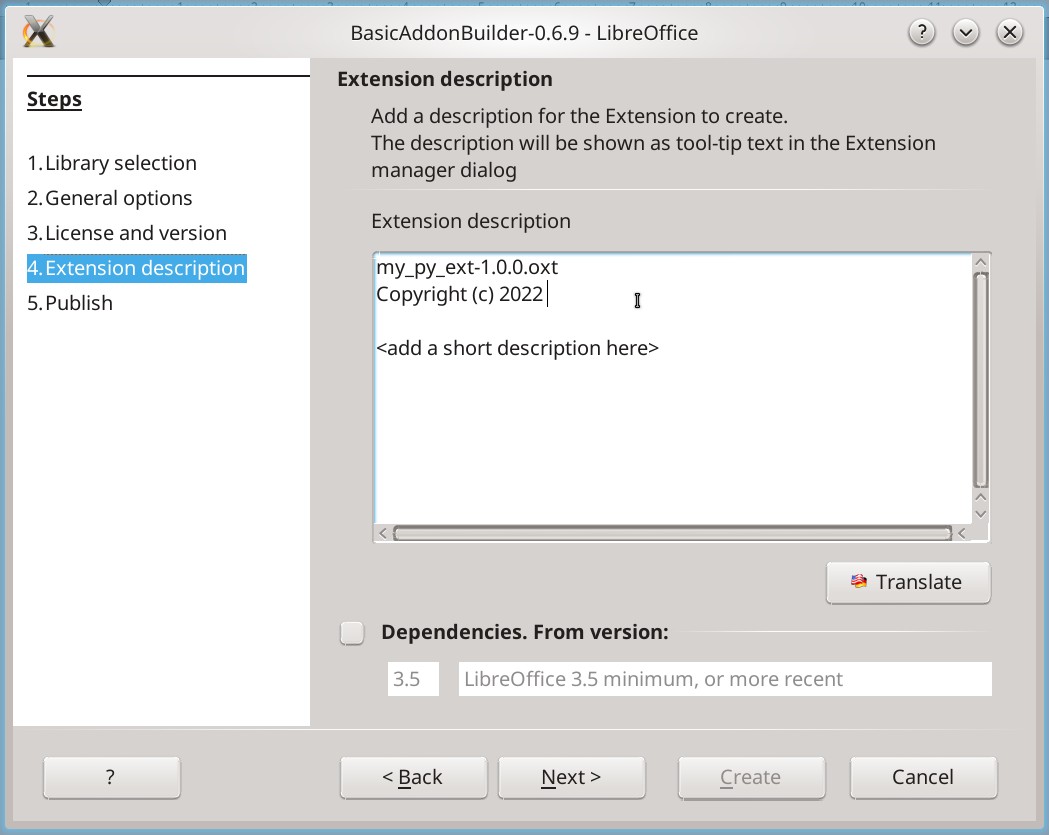 BasicAddonBuilder-0.6.9 - LibreOffice
?
Steps
1.Library selection
2.General options
3.License and version
4.Extension description
5.Publish
Extension description
Add a description for the Extension to create.
The description will be shown as tool-tip text in the Extension
manager dialog
Extension description
my_py_ext-1.0.0.oxt
Copyright (c) 2022
<add a short description here>
Translate
Dependencies. From version:
3.5 LibreOffice 3.5 minimum, or more recent
? < Back Next > Create Cancel